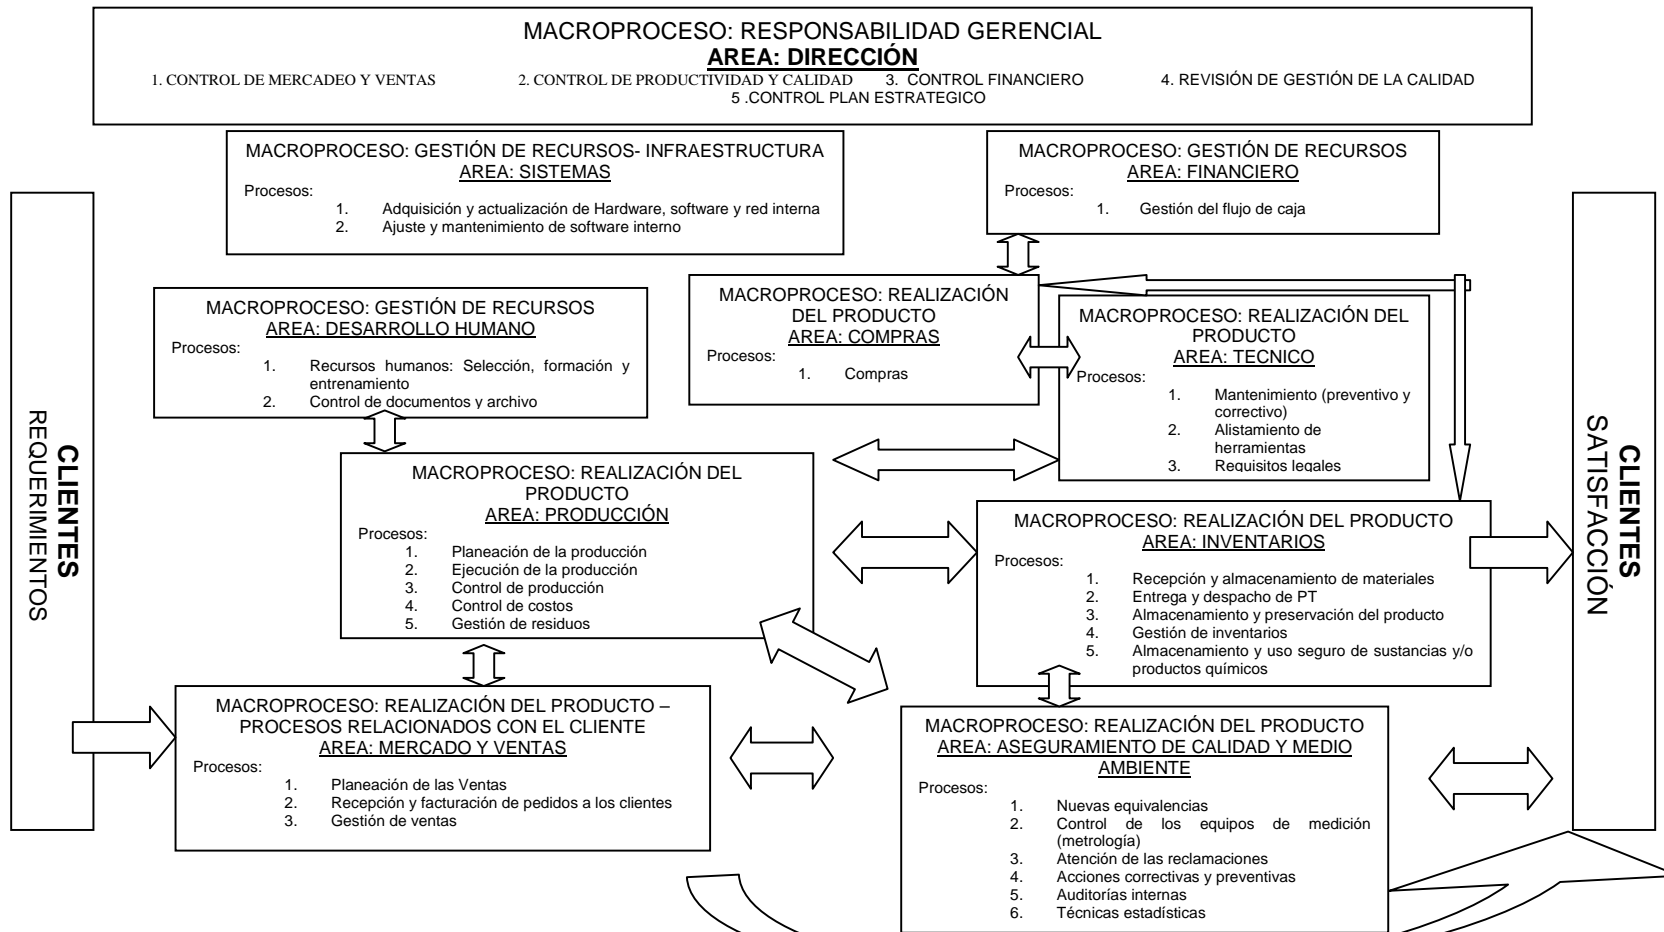 MACROPROCESO: RESPONSABILIDAD GERENCIAL
AREA: DIRECCIÓN
1. CONTROL DE MERCADEO Y VENTAS 2. CONTROL DE PRODUCTIVIDAD Y CALIDAD 3. CONTROL FINANCIERO 4. REVISIÓN DE GESTIÓN DE LA CALIDAD
5 .CONTROL PLAN ESTRATEGICO
MACROPROCESO: GESTIÓN DE RECURSOS- INFRAESTRUCTURA
AREA: SISTEMAS
Procesos:
1. Adquisición y actualización de Hardware, software y red interna
2. Ajuste y mantenimiento de software interno
MACROPROCESO: GESTIÓN DE RECURSOS
AREA: FINANCIERO
Procesos:
1. Gestión del flujo de caja
CLIENTES
REQUERIMIENTOS
MACROPROCESO: GESTIÓN DE RECURSOS
AREA: DESARROLLO HUMANO
Procesos:
1. Recursos humanos: Selección, formación y
entrenamiento
2. Control de documentos y archivo
MACROPROCESO: REALIZACIÓN
DEL PRODUCTO
AREA: COMPRAS
Procesos:
1. Compras
MACROPROCESO: REALIZACIÓN DEL
PRODUCTO
AREA: TECNICO
Procesos:
1. Mantenimiento (preventivo y
correctivo)
2. Alistamiento de
herramientas
3. Requisitos legales
CLIENTES
SATISFACCIÓN
MACROPROCESO: REALIZACIÓN DEL
PRODUCTO
AREA: PRODUCCIÓN
Procesos:
1. Planeación de la producción
2. Ejecución de la producción
3. Control de producción
4. Control de costos
5. Gestión de residuos
MACROPROCESO: REALIZACIÓN DEL PRODUCTO
AREA: INVENTARIOS
Procesos:
1. Recepción y almacenamiento de materiales
2. Entrega y despacho de PT
3. Almacenamiento y preservación del producto
4. Gestión de inventarios
5. Almacenamiento y uso seguro de sustancias y/o
productos químicos
MACROPROCESO: REALIZACIÓN DEL PRODUCTO –
PROCESOS RELACIONADOS CON EL CLIENTE
AREA: MERCADO Y VENTAS
Procesos:
1. Planeación de las Ventas
2. Recepción y facturación de pedidos a los clientes
3. Gestión de ventas
MACROPROCESO: REALIZACIÓN DEL PRODUCTO
AREA: ASEGURAMIENTO DE CALIDAD Y MEDIO
AMBIENTE
Procesos:
1. Nuevas equivalencias
2. Control de los equipos de medición
(metrología)
3. Atención de las reclamaciones
4. Acciones correctivas y preventivas
5. Auditorías internas
6. Técnicas estadísticas